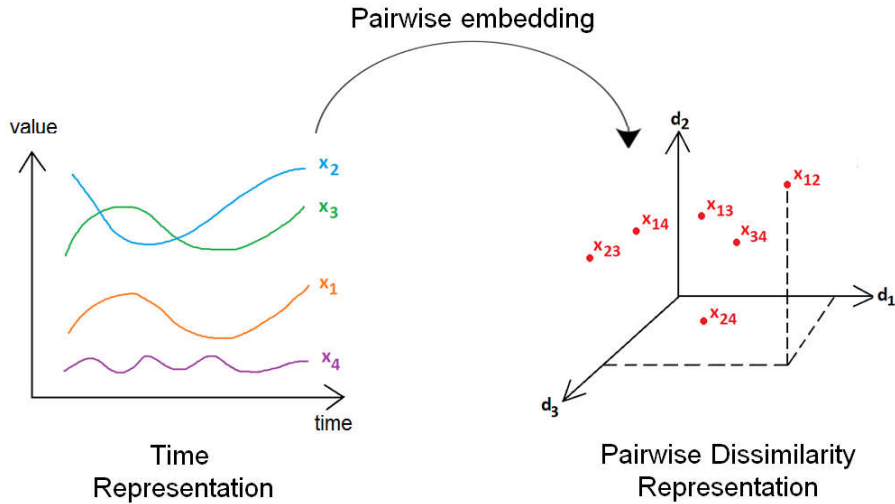 Pairwise embedding
value
x2
x3
x1
x4
time
Time
Representation
d2
x12
x13
x14
x34
x23
d1
x24
d3
Pairwise Dissimilarity
Representation